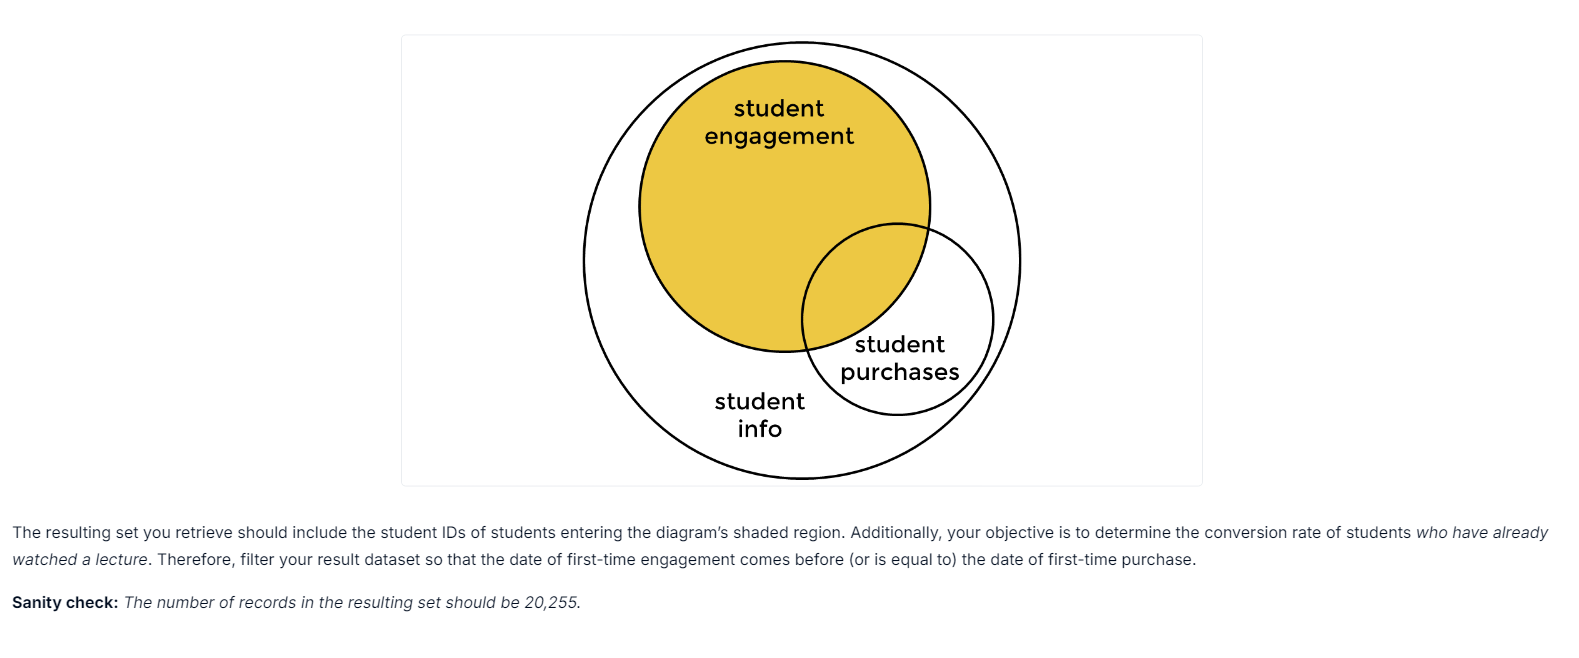 student
engagement
student
purchases
student
info
The resulting set you retrieve should include the student IDs of students entering the diagram’s shaded region. Additionally, your objective is to determine the conversion rate of students who have already
watched a lecture. Therefore, filter your result dataset so that the date of first-time engagement comes before (or is equal to) the date of first-time purchase.
Sanity check: The number of records in the resulting set should be 20,255.